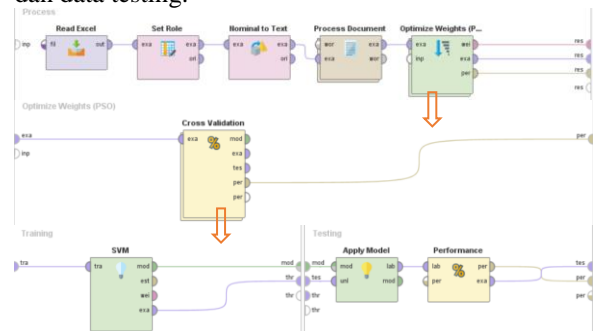 dan data testing.
Process
Read Excel
Set Role
Nominal to Text
Process Document
Optimize Weights (P...
inp
fil
out
exa
exa
ori
exa
exa
ori
wor
exa
exa
wor
exa
inp
wei
exa
per
res
res
res
res
Optimize Weights (PSO)
exa
inp
Cross Validation
exa
mod
exa
tes
per
per
per
Training
Testing
tra
SVM
tra
mod
est
wei
exa
mod
thr
thr
mod
tes
thr
thr
Apply Model
mod
unl
lab
mod
Performance
lab
per
per
exa
tes
per
per